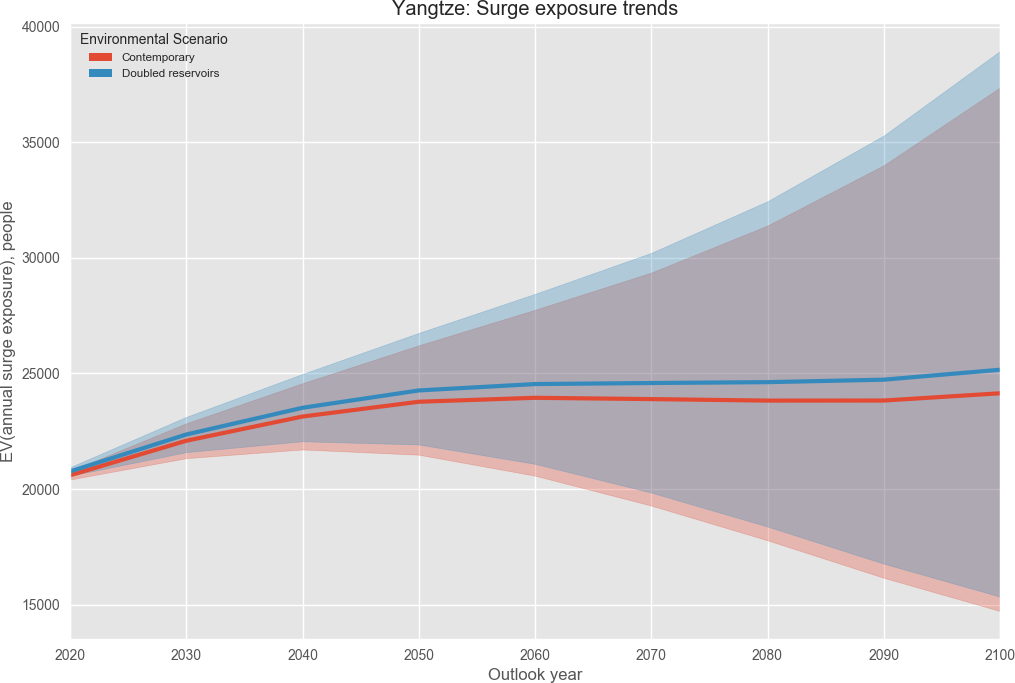 Yangtze: Surge exposure trends
40000
35000
30000
25000
20000
15000
EV(annual surge exposure), people
Environmental Scenario
Contemporary
Doubled reservoirs
2020 2030 2040 2050 2060 2070 2080 2090 2100
Outlook year